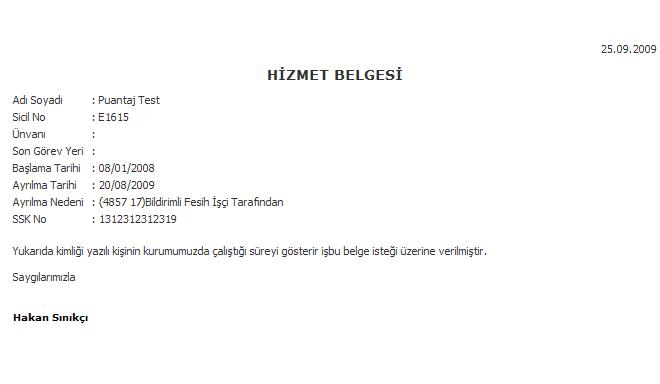 25.09.2009
HİZMET BELGESİ
Adı Soyadı : Puantaj Test
Sicil No : E1615
Ünvanı :
Son Görev Yeri :
Başlama Tarihi : 08/01/2008
Ayrılma Tarihi : 20/08/2009
Ayrılma Nedeni : (4857 17)Bildirimli Fesih İşçi Tarafından
SSK No : 1312312312319
Yukarıda kimliği yazılı kişinin kurumumuzda çalıştığı süreyi gösterir işbu belge isteği üzerine verilmiştir.
Saygılarımızla
Hakan Sınıkçı